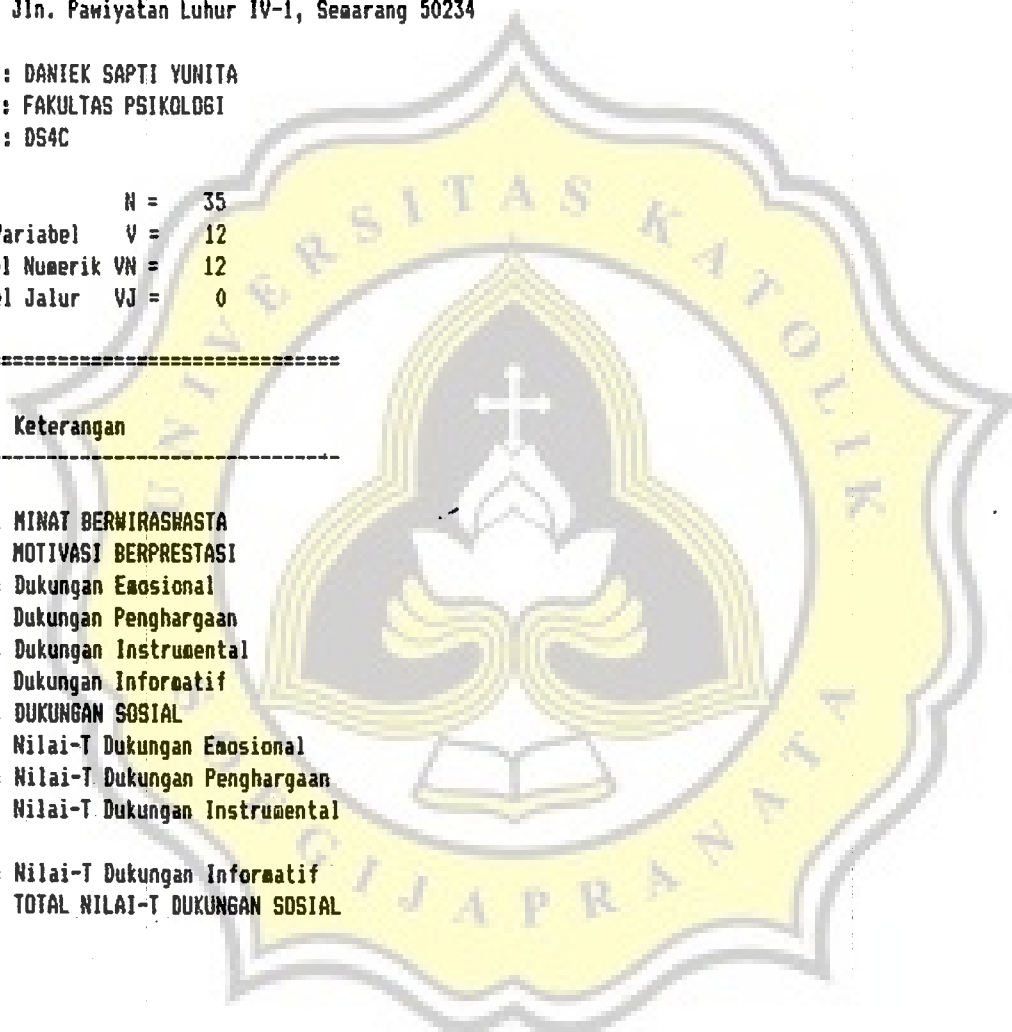 Jln. Pawiyatan Luhur IV-1, Semarang 50234
: DANIEK SAPTI YUNITA
: FAKULTAS PSIKOLOGI
: DS4C
N = 35
Variabel V = 12
el Numerik VN = 12
el Jalur VJ = 0
==============================
Keterangan
------------------------------
MINAT BERWIRASWASTA
MOTIVASI BERPRESTASI
Dukungan Emosional
Dukungan Penghargaan
Dukungan Instrumental
Dukungan Informatif
DUKUNGAN SOSIAL
Nilai-T Dukungan Emosional
Nilai-T Dukungan Penghargaan
Nilai-T Dukungan Instrumental
Nilai-T Dukungan Informatif
TOTAL NILAI-T DUKUNGAN SOSIAL
UNIVERSITAS KATOLIK
SOEGIJAPRANATA